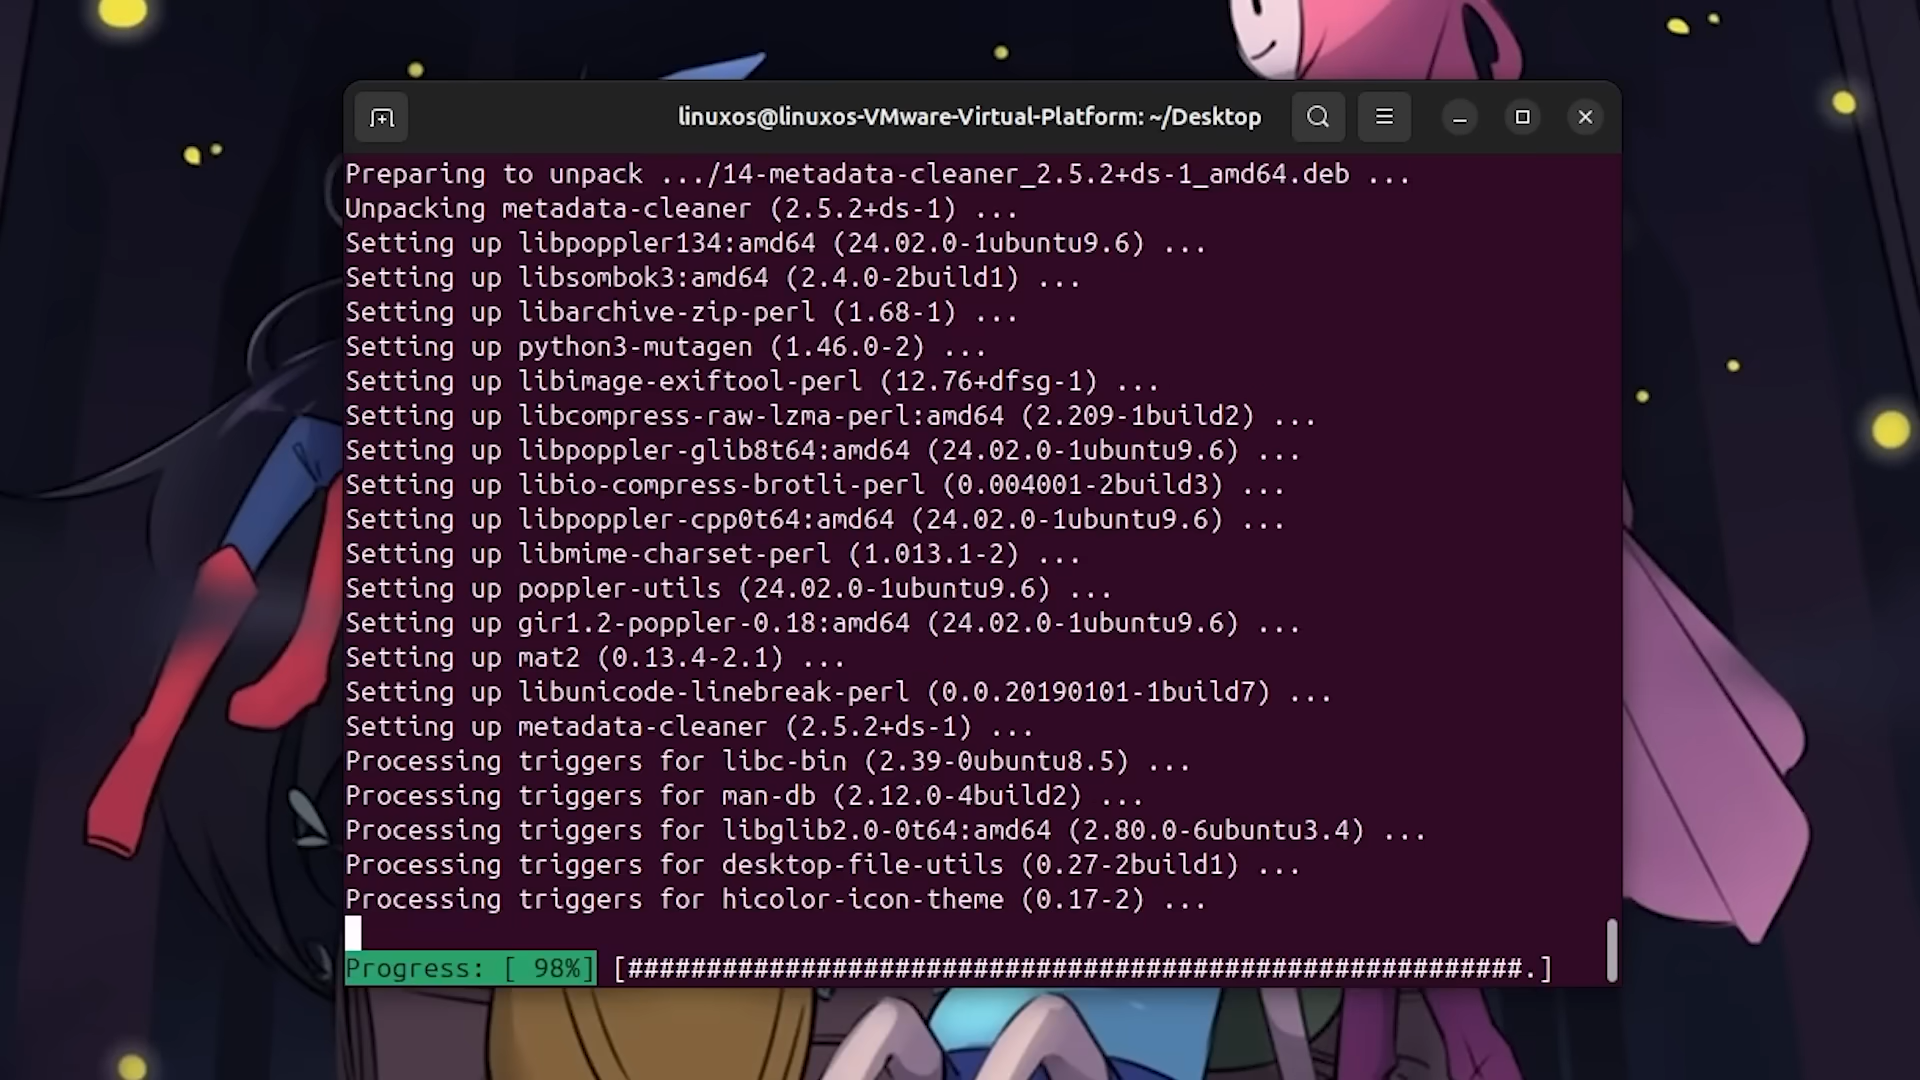 linuxos@linuxos-VMware-Virtual-Platform: ~/Desktop
Preparing to unpack .../14-metadata-cleaner_2.5.2+ds-1_amd64.deb ...
Unpacking metadata-cleaner (2.5.2+ds-1) ...
Setting up libpoppler134:amd64 (24.02.0-1ubuntu9.6) ...
Setting up libsombok3:amd64 (2.4.0-2build1) ...
Setting up libarchive-zip-perl (1.68-1) ...
Setting up python3-mutagen (1.46.0-2) ...
Setting up libimage-exiftool-perl (12.76+dfsg-1) ...
Setting up libcompress-raw-lzma-perl:amd64 (2.209-1build2) ...
Setting up libpoppler-glib8t64:amd64 (24.02.0-1ubuntu9.6) ...
Setting up libio-compress-brotli-perl (0.004001-2build3) ...
Setting up libpoppler-cpp0t64:amd64 (24.02.0-1ubuntu9.6) ...
Setting up libmime-charset-perl (1.013.1-2) ...
Setting up poppler-utils (24.02.0-1ubuntu9.6) ...
Setting up gir1.2-poppler-0.18:amd64 (24.02.0-1ubuntu9.6) ...
Setting up mat2 (0.13.4-2.1) ...
Setting up libunicode-linebreak-perl (0.0.20190101-1build7) ...
Setting up metadata-cleaner (2.5.2+ds-1) ...
Processing triggers for libc-bin (2.39-0ubuntu8.5) ...
Processing triggers for man-db (2.12.0-4build2) ...
Processing triggers for libglib2.0-0t64:amd64 (2.80.0-6ubuntu3.4) ...
Processing triggers for desktop-file-utils (0.27-2build1) ...
Processing triggers for hicolor-icon-theme (0.17-2) ...
Progress: [ 98%] [#########################################################.]